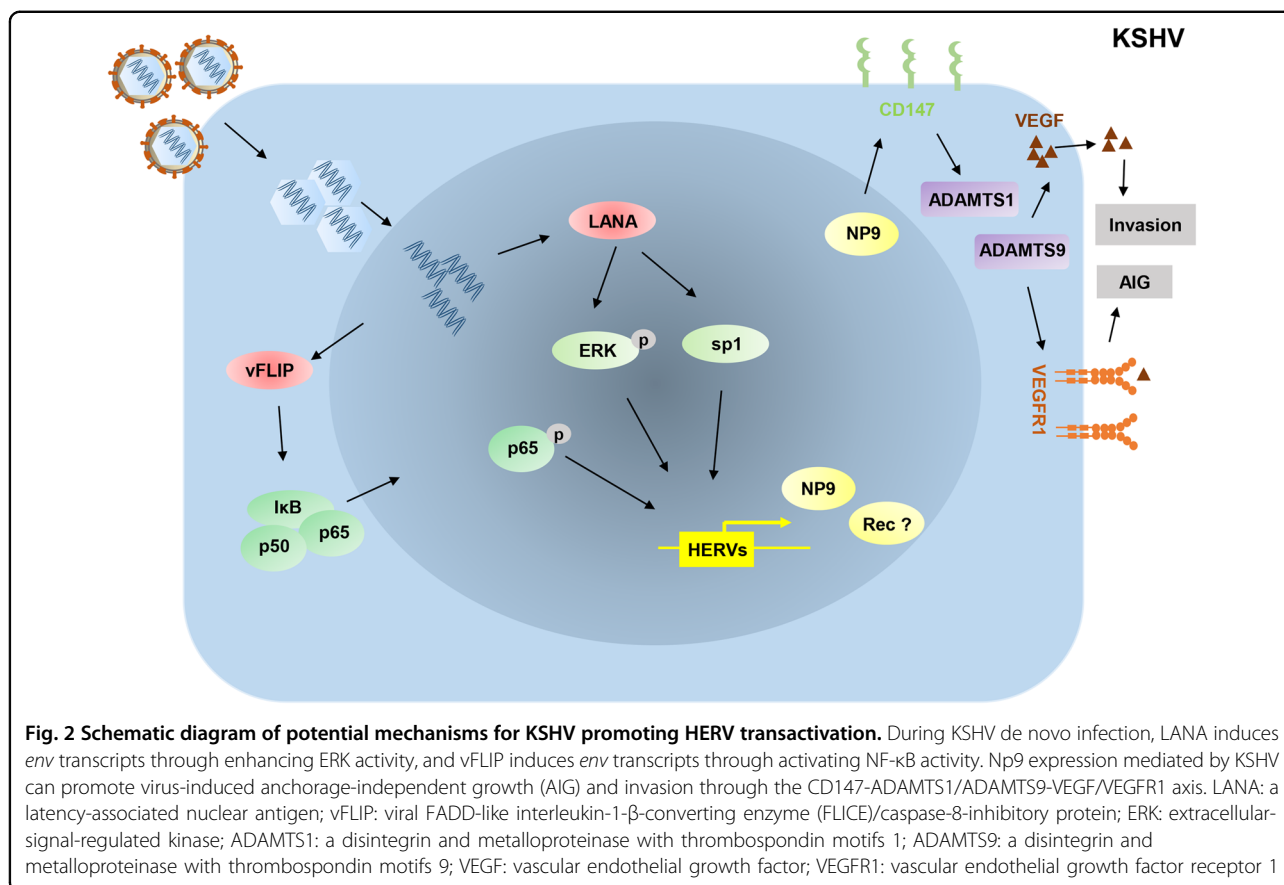 KSHV
CD147
VEGF
ADAMTS1
LANA
NP9
Invasion
ADAMTS9
AIG
ERK
p
sp1
vFLIP
VEGFR1
p65
p
NP9
IκB
Rec ?
p50
p65
HERVs
Fig. 2 Schematic diagram of potential mechanisms for KSHV promoting HERV transactivation. During KSHV de novo infection, LANA induces
env transcripts through enhancing ERK activity, and vFLIP induces env transcripts through activating NF-κB activity. Np9 expression mediated by KSHV
can promote virus-induced anchorage-independent growth (AIG) and invasion through the CD147-ADAMTS1/ADAMTS9-VEGF/VEGFR1 axis. LANA: a
latency-associated nuclear antigen; vFLIP: viral FADD-like interleukin-1-β-converting enzyme (FLICE)/caspase-8-inhibitory protein; ERK: extracellular-
signal-regulated kinase; ADAMTS1: a disintegrin and metalloproteinase with thrombospondin motifs 1; ADAMTS9: a disintegrin and
metalloproteinase with thrombospondin motifs 9; VEGF: vascular endothelial growth factor; VEGFR1: vascular endothelial growth factor receptor 1